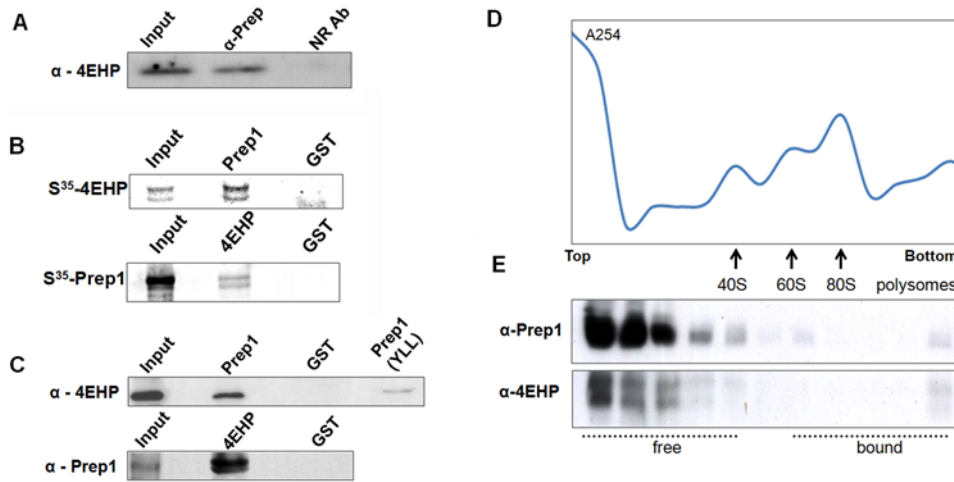 A
Input
α-Prep
NR Ab
α - 4EHP
B
Input
Prep1
GST
S³⁵-4EHP
Input
4EHP
GST
S³⁵-Prep1
C
Input
Prep1
GST
Prep1 (YLL)
α - 4EHP
Input
4EHP
GST
α - Prep1
D
A254
Top
Bottom
40S
60S
80S
polysomes
E
α-Prep1
α-4EHP
free
bound